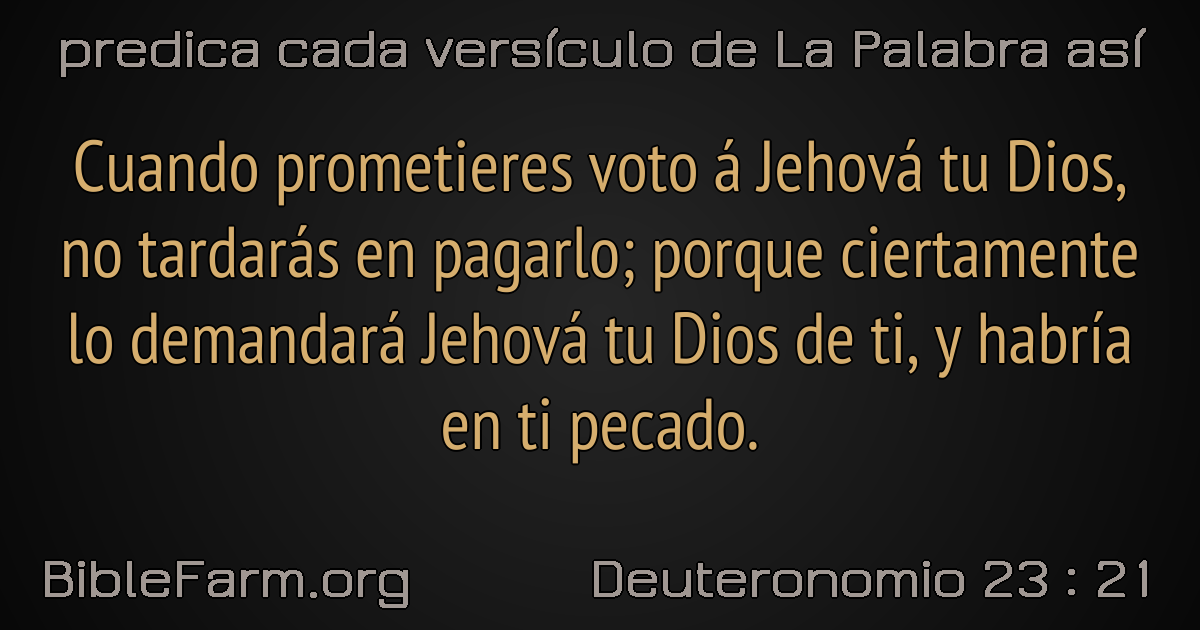 predica cada versículo de La Palabra así
Cuando prometieres voto á Jehová tu Dios,
no tardarás en pagarlo; porque ciertamente
lo demandará Jehová tu Dios de ti, y habría
en ti pecado.
BibleFarm.org
Deuteronomio 23 : 21